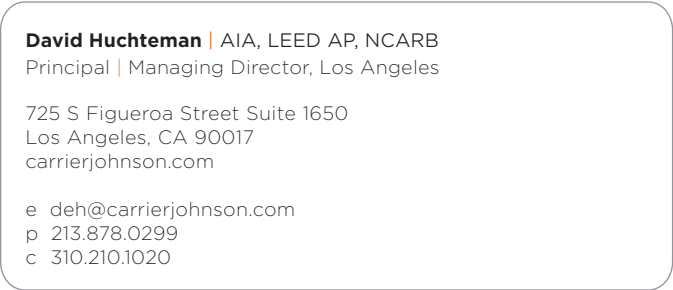 David Huchteman | AIA, LEED AP, NCARB
Principal | Managing Director, Los Angeles
725 S Figueroa Street Suite 1650
Los Angeles, CA 90017
carrierjohnson.com
e deh@carrierjohnson.com
p 213.878.0299
c 310.210.1020